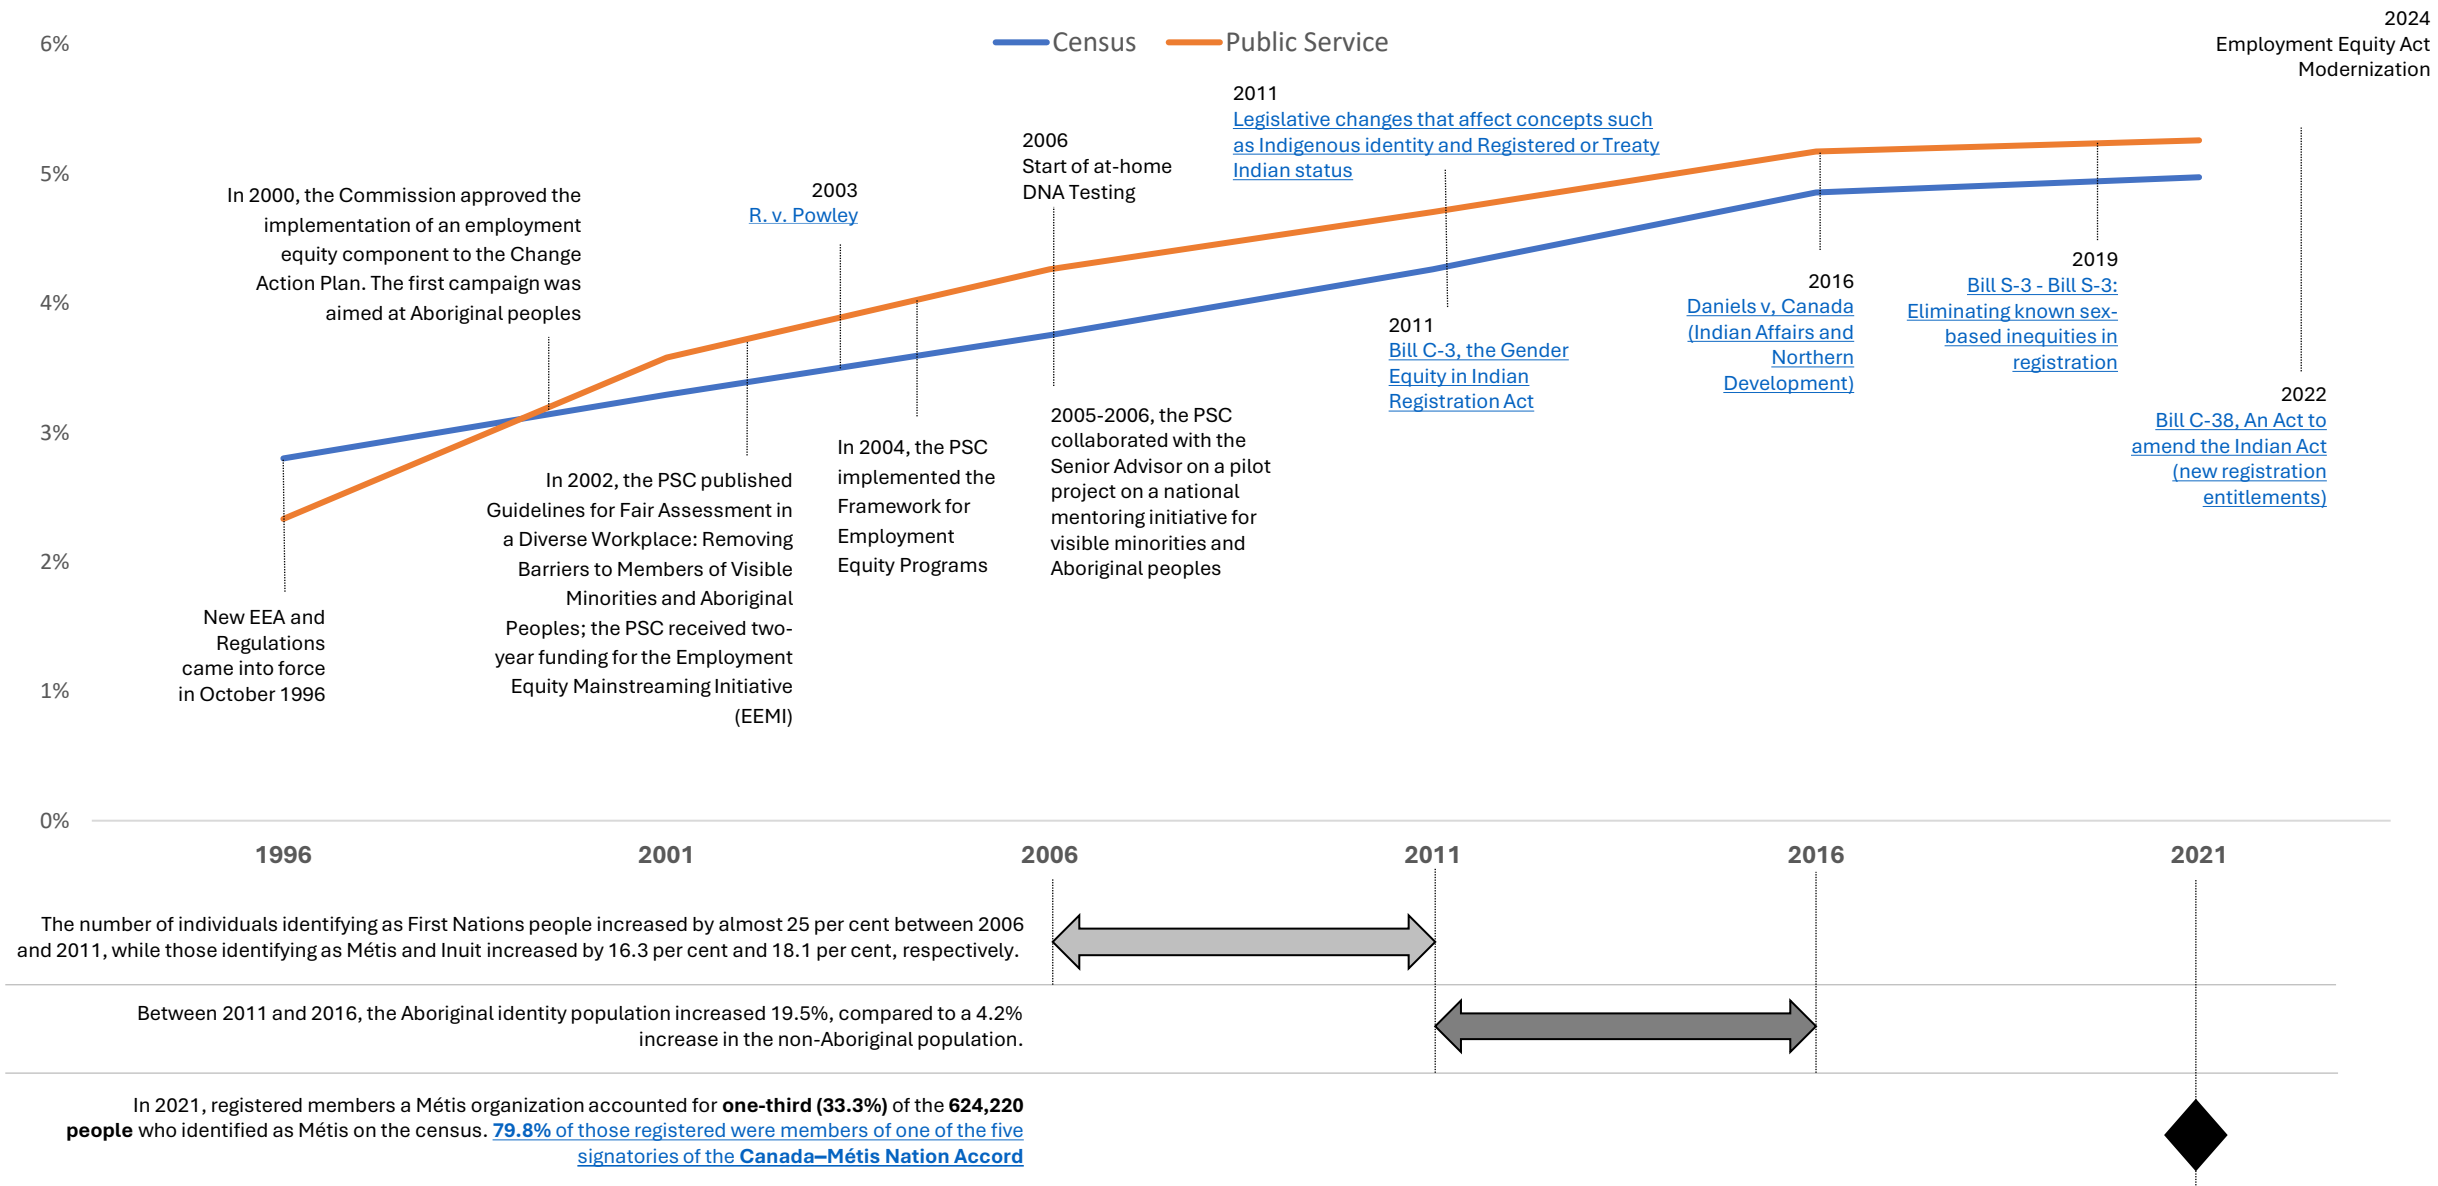 2024
Employment Equity Act
Modernization
6%
Census
Public Service
2011
Legislative changes that affect concepts such
as Indigenous identity and Registered or Treaty
Indian status
2006
Start of at-home
DNA Testing
5%
In 2000, the Commission approved the
implementation of an employment
equity component to the Change
Action Plan. The first campaign was
aimed at Aboriginal peoples
2003
R. v. Powley
4%
2019
Bill S-3 - Bill S-3:
Eliminating known sex-
based inequities in
registration
2016
Daniels v, Canada
(Indian Affairs and
Northern
Development)
2011
Bill C-3, the Gender
Equity in Indian
Registration Act
2022
Bill C-38, An Act to
amend the Indian Act
(new registration
entitlements)
3%
2005-2006, the PSC
collaborated with the
Senior Advisor on a pilot
project on a national
mentoring initiative for
visible minorities and
Aboriginal peoples
In 2004, the PSC
implemented the
Framework for
Employment
Equity Programs
In 2002, the PSC published
Guidelines for Fair Assessment in
a Diverse Workplace: Removing
Barriers to Members of Visible
Minorities and Aboriginal
Peoples; the PSC received two-
year funding for the Employment
Equity Mainstreaming Initiative
(EEMI)
2%
New EEA and
Regulations
came into force
in October 1996
1%
0%
1996
2001
2006
2011
2016
2021
The number of individuals identifying as First Nations people increased by almost 25 per cent between 2006
and 2011, while those identifying as Métis and Inuit increased by 16.3 per cent and 18.1 per cent, respectively.
Between 2011 and 2016, the Aboriginal identity population increased 19.5%, compared to a 4.2%
increase in the non-Aboriginal population.
In 2021, registered members a Métis organization accounted for one-third (33.3%) of the 624,220
people who identified as Métis on the census. 79.8% of those registered were members of one of the five
signatories of the Canada–Métis Nation Accord